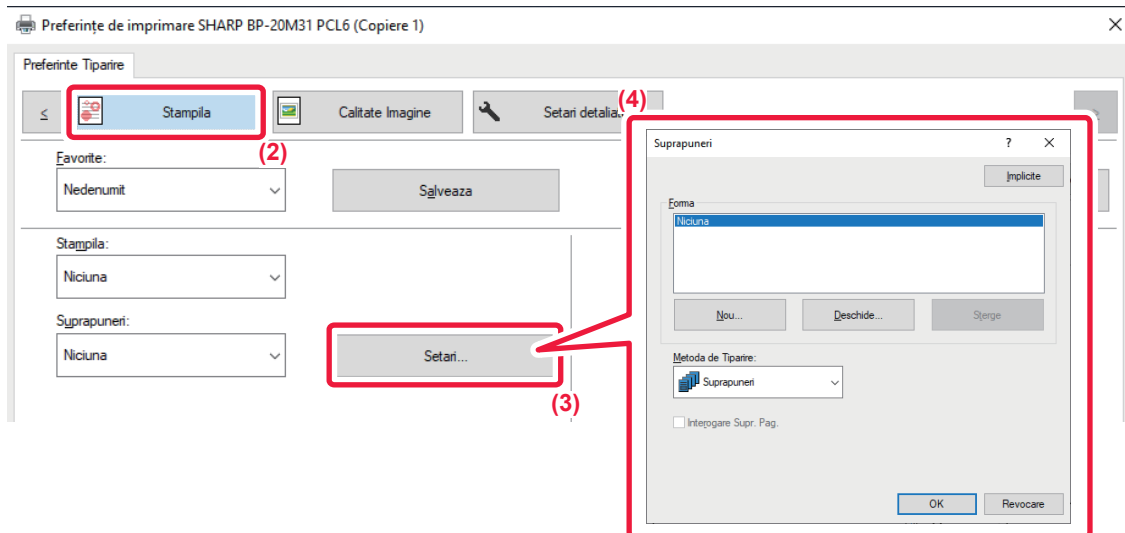 Preferințe de imprimare SHARP BP-20M31 PCL6 (Copiere 1)
Preferinte Tiparire
<
Stampila
Calitate Imagine
Setari
(2)
(4)
Favorite:
Nedenumit
Salveaza
Stampila:
Niciuna
Suprapuneri:
Niciuna
Setari...
(3)
Suprapuneri
?
Implicite
Forma
Niciuna
Nou...
Deschide...
Sterge
Metoda de Tiparire:
Suprapuneri
Interogare Supr. Pag.
OK
Revocare